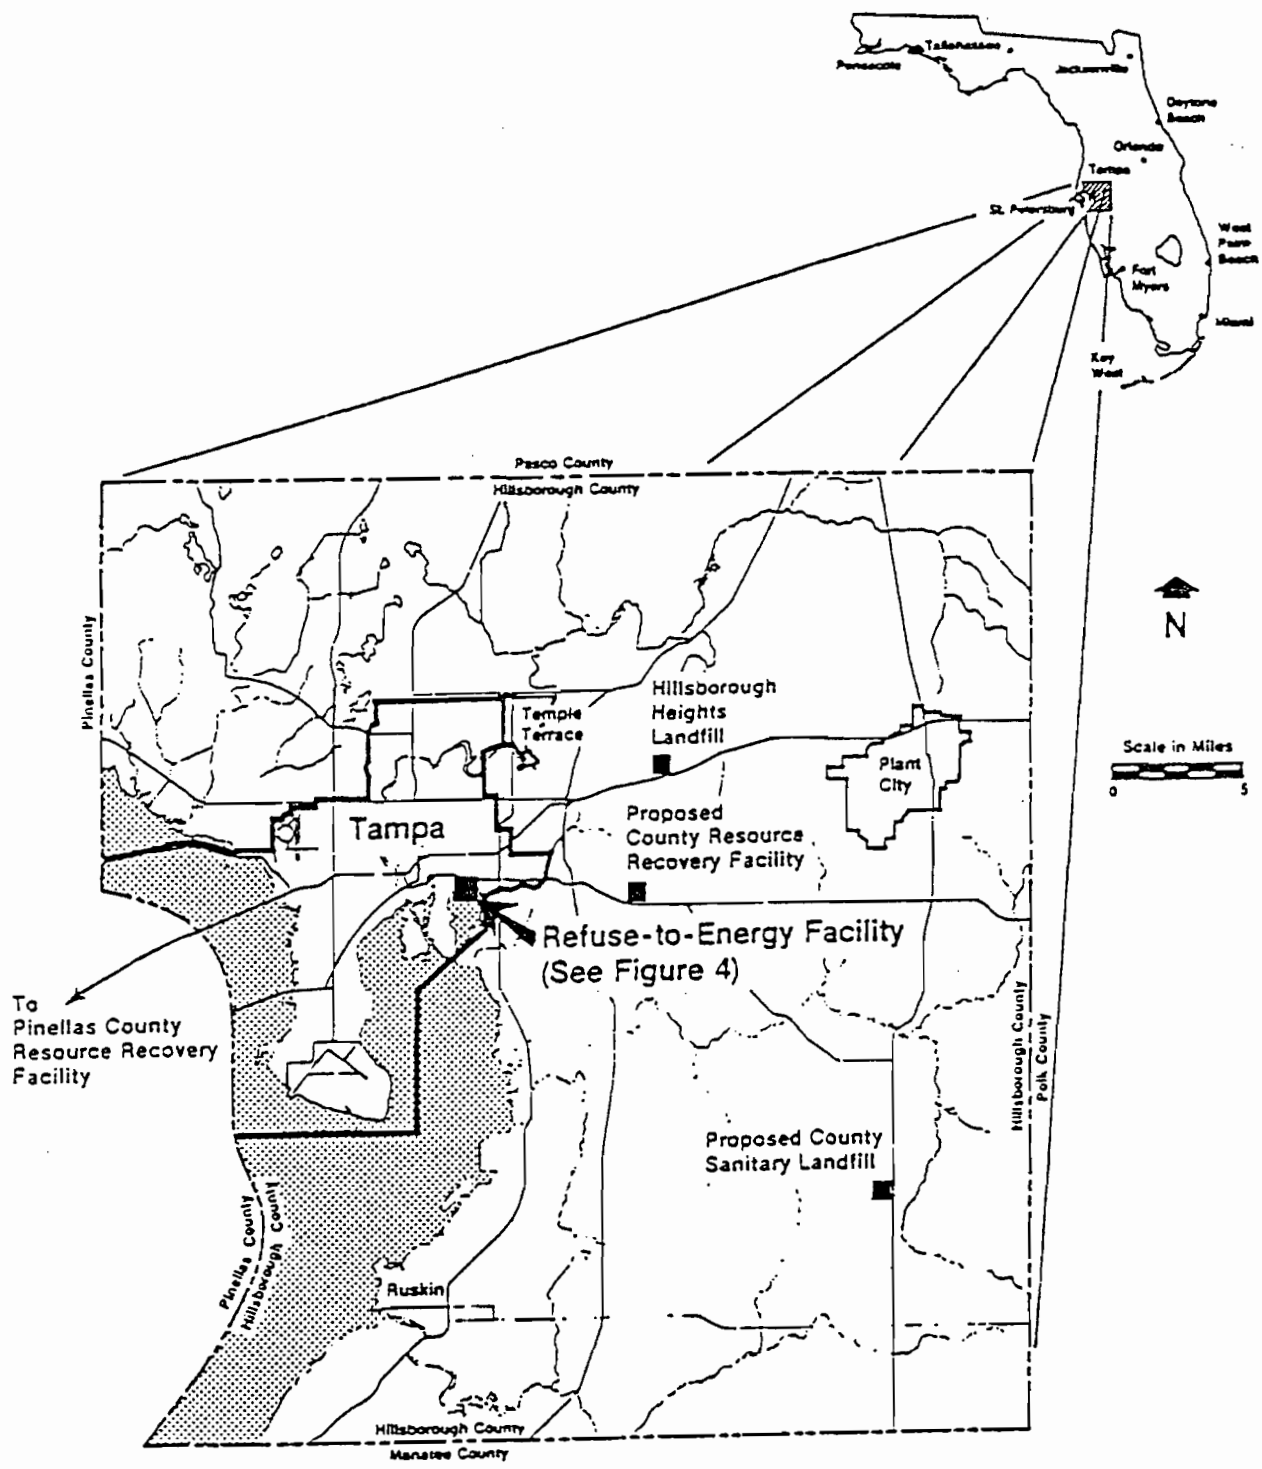 Tallahassee
Pensacola
Jacksonville
Daytona
Beach
Orlando
Tampa
St. Petersburg
West
Palm
Beach
Fort
Myers
Miami
Key
West
Pasco County
Hillsborough County
N
Pinellas County
Hillsborough
Heights
Landfill
Temple
Terrace
Scale in Miles
0 5
Plant
City
Proposed
County Resource
Recovery Facility
Tampa
Refuse-to-Energy Facility
(See Figure 4)
To
Pinellas County
Resource Recovery
Facility
Hillsborough County
Polk County
Proposed County
Sanitary Landfill
Pinellas County
Hillsborough County
Ruskin
Hillsborough County
Manatee County